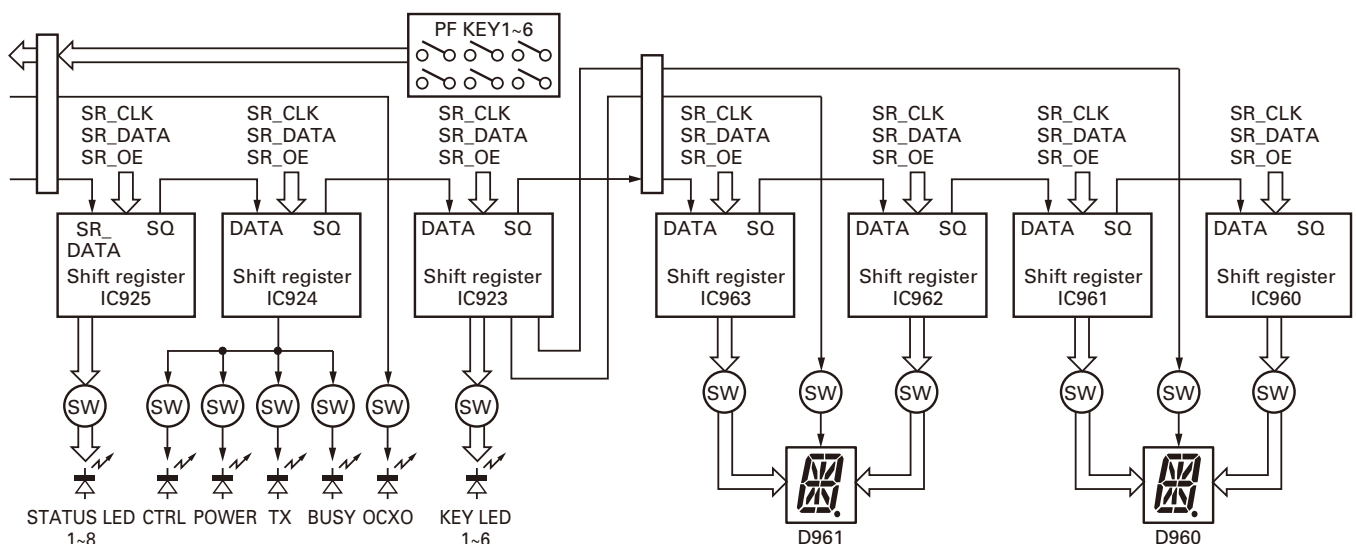 PF KEY1~6
SR_CLK
SR_DATA
SR_OE
SR_CLK
SR_DATA
SR_OE
SR_CLK
SR_DATA
SR_OE
SR_CLK
SR_DATA
SR_OE
SR_CLK
SR_DATA
SR_OE
SR_CLK
SR_DATA
SR_OE
SR_CLK
SR_DATA
SR_OE
SR_
DATA
SQ
Shift register
IC925
DATA SQ
Shift register
IC924
DATA SQ
Shift register
IC923
DATA SQ
Shift register
IC963
DATA SQ
Shift register
IC962
DATA SQ
Shift register
IC961
DATA SQ
Shift register
IC960
SW
SW
SW
SW
SW
SW
SW
SW
SW
SW
SW
SW
SW
STATUS LED
1~8
CTRL
POWER
TX
BUSY
OCXO
KEY LED
1~6
D961
D960